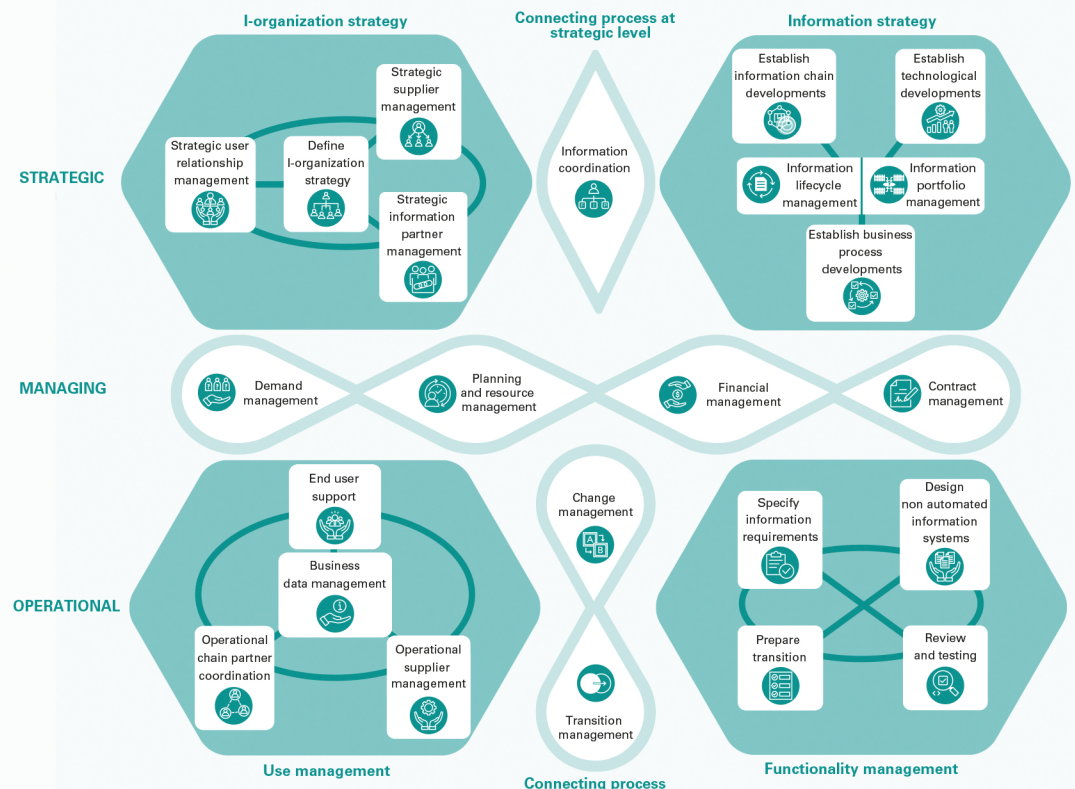 I-organization strategy
Connecting process at
strategic level
Information strategy
STRATEGIC
Strategic
supplier
management
Strategic user
relationship
management
Define
I-organization
strategy
Strategic
information
partner
management
Information
coordination
Establish
information chain
developments
Establish
technological
developments
Information
lifecycle
management
Information
portfolio
management
Establish business
process
developments
MANAGING
Demand
management
Planning
and resource
management
Financial
management
Contract
management
OPERATIONAL
End user
support
Business
data management
Operational
chain partner
coordination
Operational
supplier
management
Change
management
A
B
Transition
management
Specify
information
requirements
Design
non automated
information
systems
Prepare
transition
Review
and testing
Use management
Connecting process
Functionality management